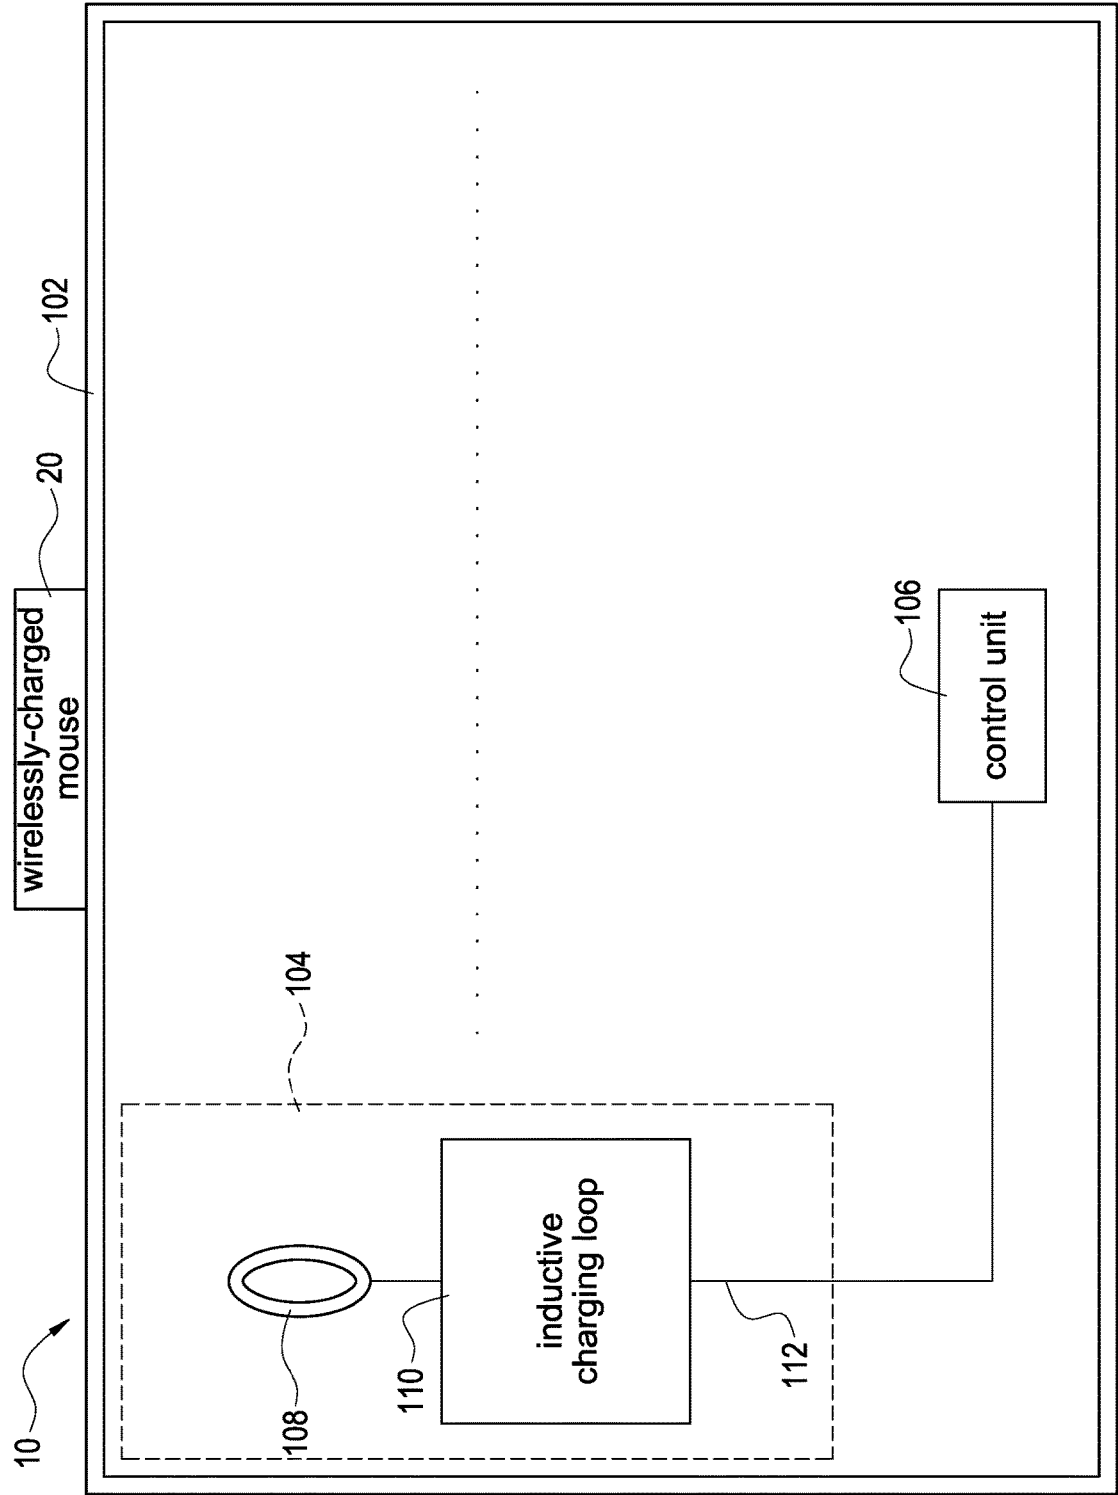 10
wirelessly-charged
mouse
20
102
104
108
110
inductive
charging loop
112
106
control unit